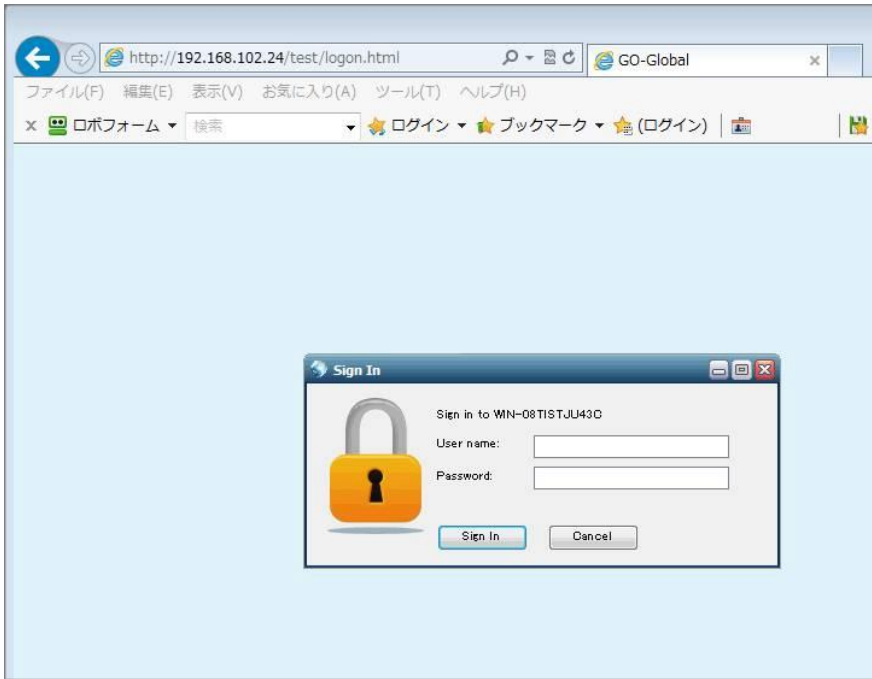 http://192.168.102.24/test/logon.html
GO-Global
ファイル(F) 編集(E) 表示(V) お気に入り(A) ツール(T) ヘルプ(H)
x ロボフォーム 検索 ログイン ブックマーク (ログイン)
Sign In
Sign in to WIN-08TISTJU43C
User name:
Password:
Sign In Cancel